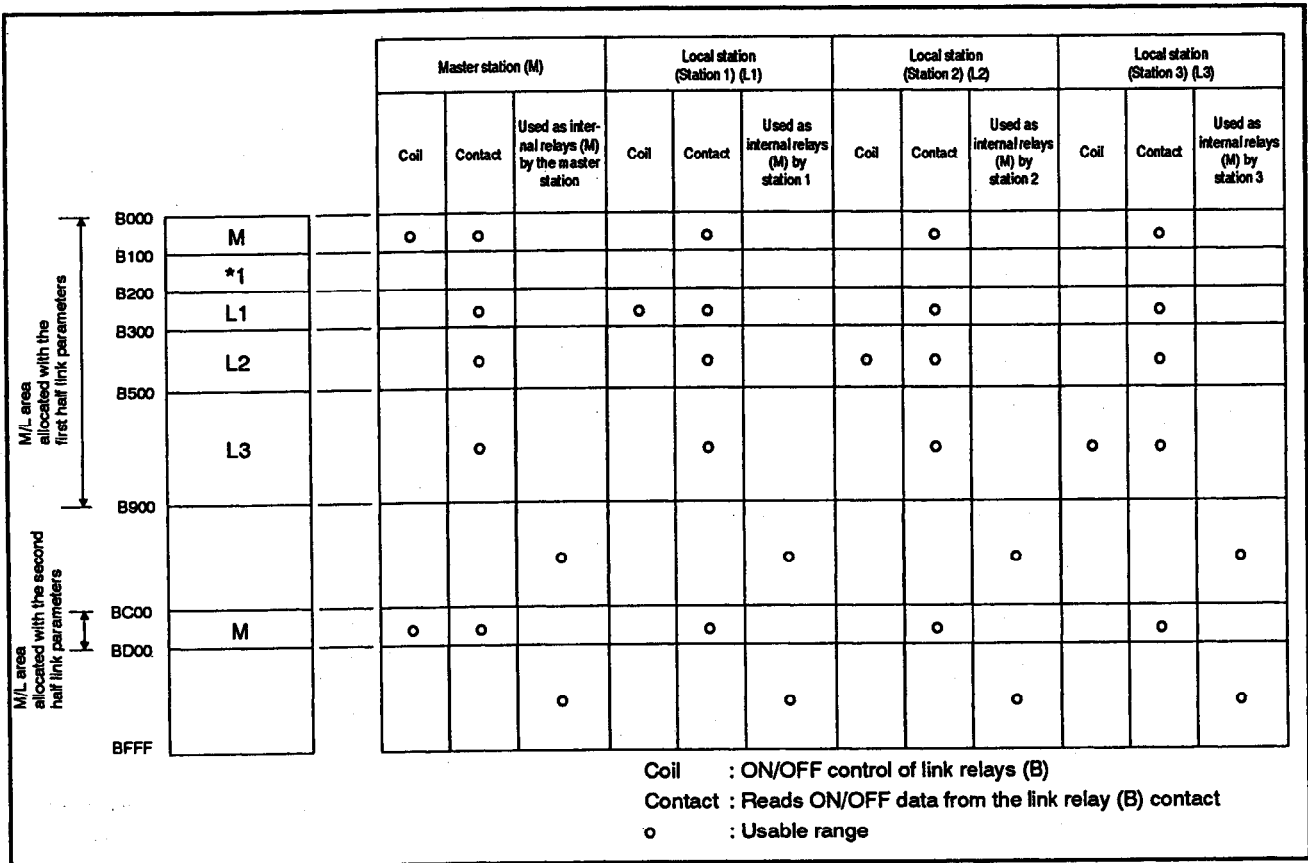 Master station (M)
Local station
(Station 1) (L1)
Local station
(Station 2) (L2)
Local station
(Station 3) (L3)
Coil
Contact
Used as inter-
nal relays (M)
by the master
station
Coil
Contact
Used as
internal relays
(M) by
station 1
Coil
Contact
Used as
internal relays
(M) by
station 2
Coil
Contact
Used as
internal relays
(M) by
station 3
M/L area
allocated with the
first half link parameters
B000
M
o o o o o
B100
*1
B200
L1
o o o o o
B300
L2
o o o o o
B500
L3
o o o o o
B900
o o o o
M/L area
allocated with the second
half link parameters
BC00
M
o o o o o
BD00
o o o o
BFFF
Coil : ON/OFF control of link relays (B)
Contact : Reads ON/OFF data from the link relay (B) contact
o : Usable range